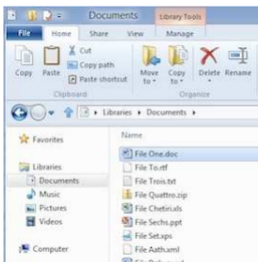 Documents
Library Tools
File Home Share View Manage
Copy
Paste
Cut
Copy path
Paste shortcut
Move to
Copy to
Delete
Rename
Clipboard
Organize
Libraries Documents
Favorites
Libraries
Documents
Music
Pictures
Videos
Computer
Name
File One.doc
File To.rtf
File Trois.txt
File Quattro.zip
File Chetiri.xls
File Sechs.ppt
File Set.xps
File Aath.xml